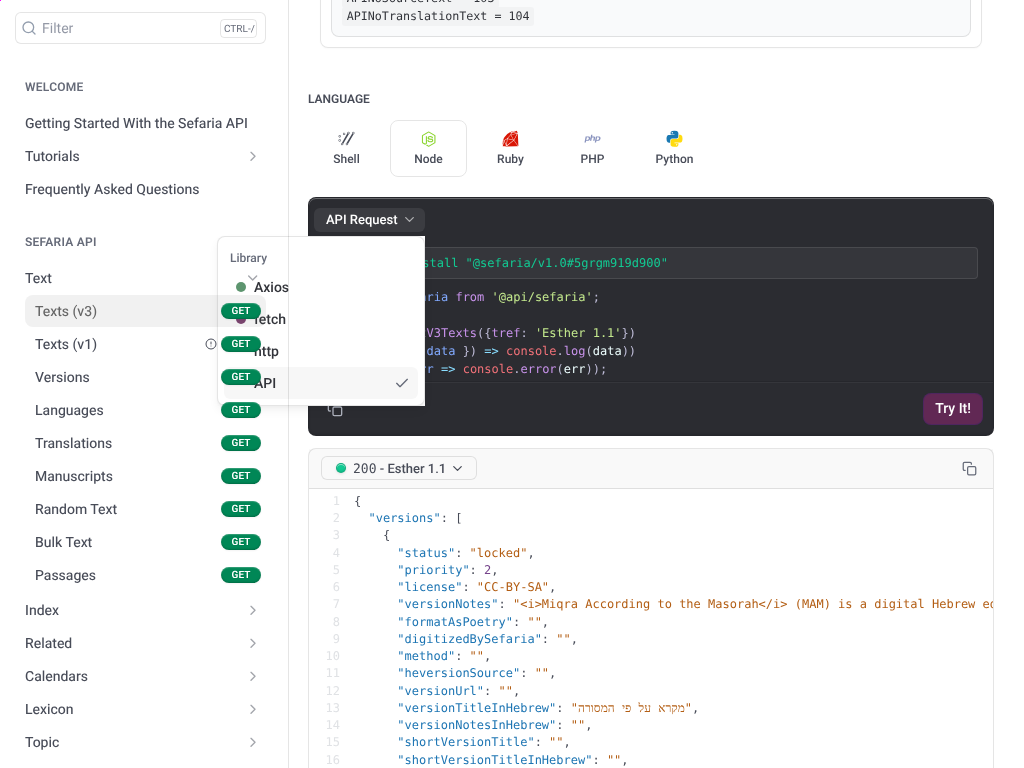 Filter
CTRL-/
WELCOME
Getting Started With the Sefaria API
Tutorials
Frequently Asked Questions
SEFARIA API
Text
Texts (v3)
GET
Texts (v1)
GET
Versions
GET
Languages
GET
Translations
GET
Manuscripts
GET
Random Text
GET
Bulk Text
GET
Passages
GET
Index
Related
Calendars
Lexicon
Topic
APINoTranslationText = 104
LANGUAGE
Shell
Node
Ruby
PHP
Python
API Request
Library
Axios
fetch
http
API
stall "@sefaria/v1.0#5grgm919d900"
ria from '@api/sefaria';
V3Texts({tref: 'Esther 1.1'})
data }) => console.log(data))
=> console.error(err));
Try It!
200 - Esther 1.1
1 {
2 "versions": [
3 {
4 "status": "locked",
5 "priority": 2,
6 "license": "CC-BY-SA",
7 "versionNotes": "<i>Miqra According to the Masorah</i> (MAM) is a digital Hebrew ed
8 "formatAsPoetry": "",
9 "digitizedBySefaria": "",
10 "method": "",
11 "heversionSource": "",
12 "versionUrl": "",
13 "versionTitleInHebrew": "מקרא על פי המסורה",
14 "versionNotesInHebrew": "",
15 "shortVersionTitle": "",
16 "shortVersionTitleInHebrew": "",